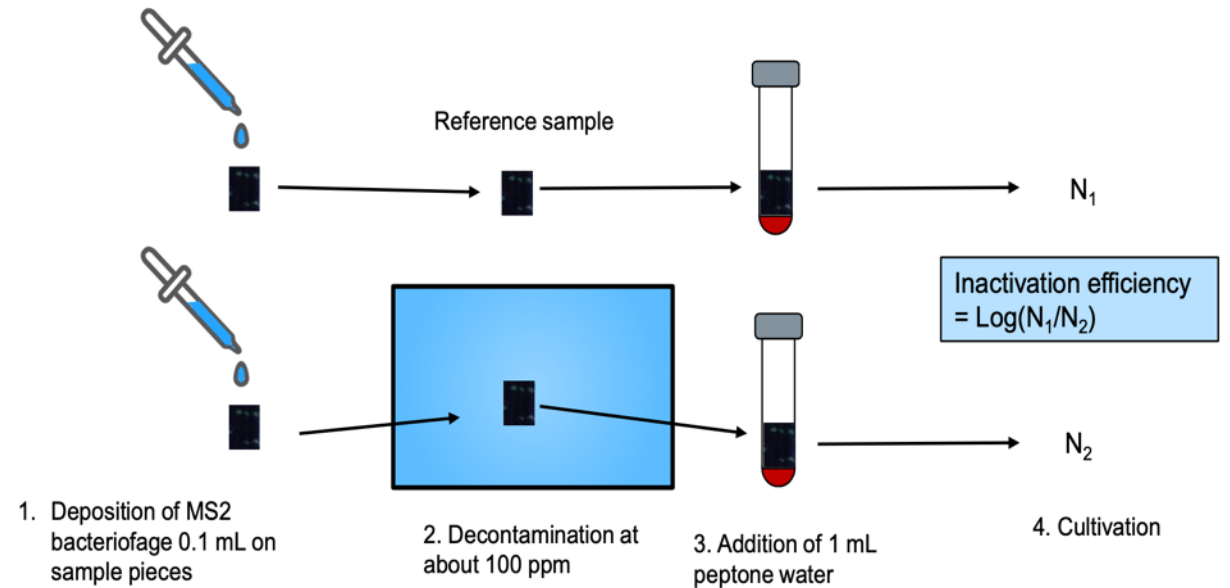 Reference sample
N₁
Inactivation efficiency
= Log(N₁/N₂)
N₂
1. Deposition of MS2
bacteriofage 0.1 mL on
sample pieces
2. Decontamination at
about 100 ppm
3. Addition of 1 mL
peptone water
4. Cultivation